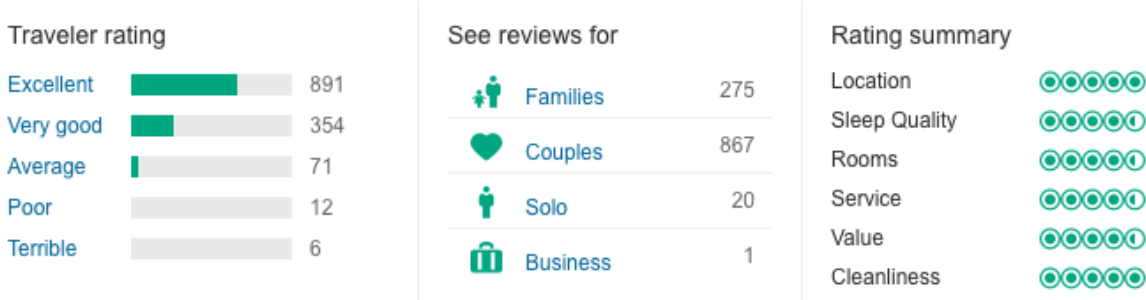 Traveler rating
Excellent 891
Very good 354
Average 71
Poor 12
Terrible 6
See reviews for
Families 275
Couples 867
Solo 20
Business 1
Rating summary
Location
Sleep Quality
Rooms
Service
Value
Cleanliness